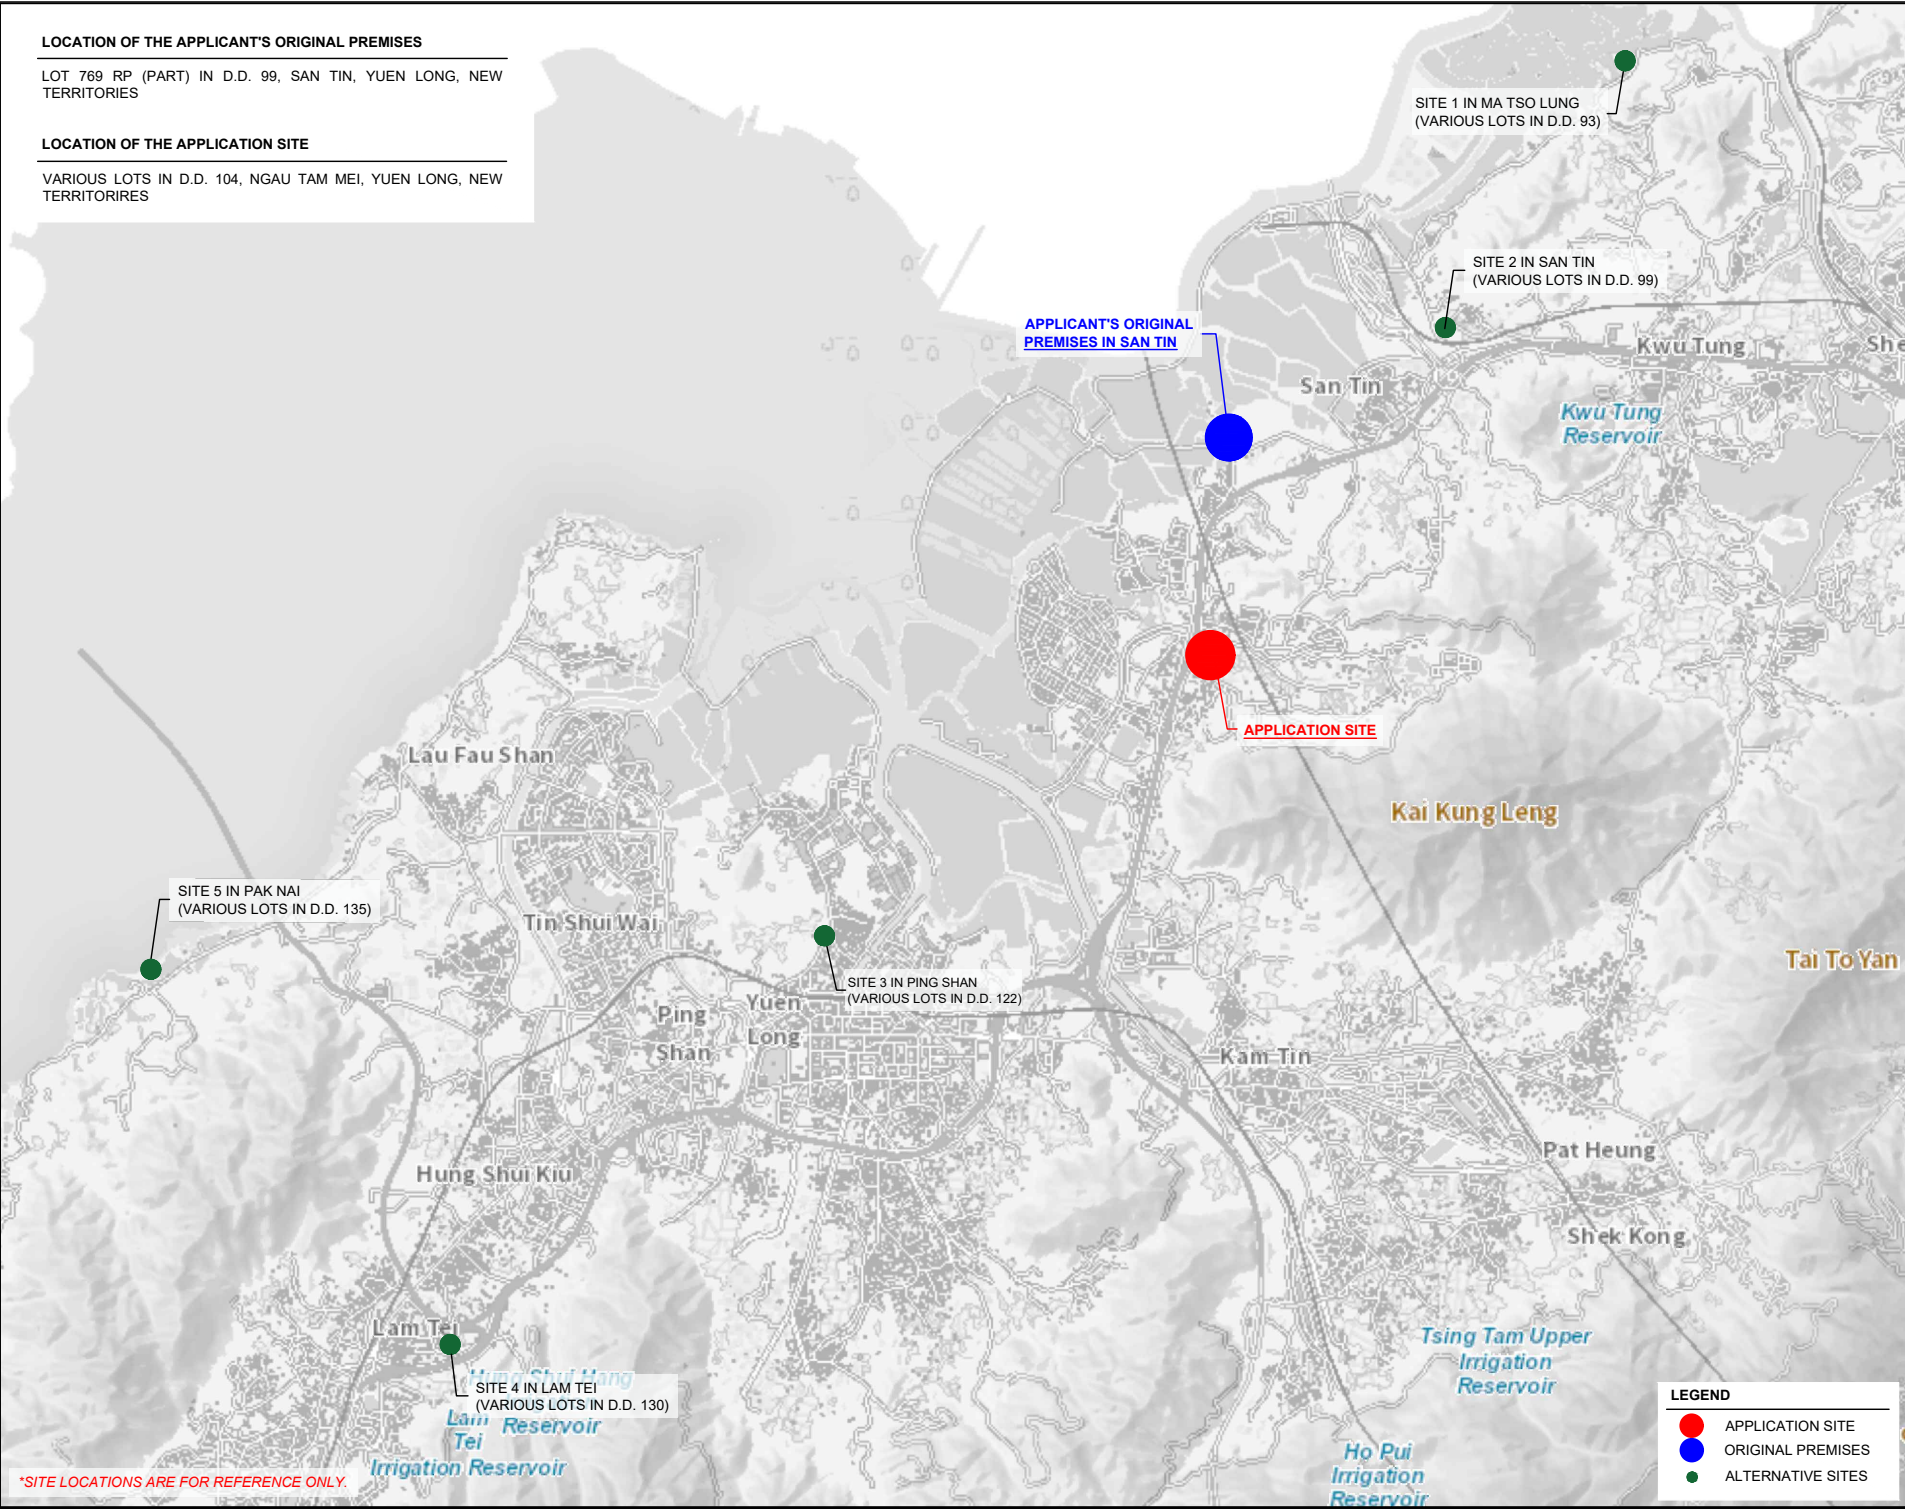 LOCATION OF THE APPLICANT'S ORIGINAL PREMISES
LOT 769 RP (PART) IN D.D. 99, SAN TIN, YUEN LONG, NEW
TERRITORIES
LOCATION OF THE APPLICATION SITE
VARIOUS LOTS IN D.D. 104, NGAU TAM MEI, YUEN LONG, NEW
TERRITORIRES
SITE 1 IN MA TSO LUNG
(VARIOUS LOTS IN D.D. 93)
SITE 2 IN SAN TIN
(VARIOUS LOTS IN D.D. 99)
APPLICANT'S ORIGINAL
PREMISES IN SAN TIN
Kwu Tung
She
San Tin
Kwu Tung
Reservoir
APPLICATION SITE
Lau Fau Shan
Kai Kung Leng
SITE 5 IN PAK NAI
(VARIOUS LOTS IN D.D. 135)
Tin Shui Wai
Tai To Yan
SITE 3 IN PING SHAN
(VARIOUS LOTS IN D.D. 122)
Ping
Shan
Yuen
Long
Kam Tin
Pat Heung
Hung Shui Kiu
Shek Kong
Lam Tei
Tsing Tam Upper
Irrigation
Reservoir
Hung Shui Hang
Reservoir
SITE 4 IN LAM TEI
(VARIOUS LOTS IN D.D. 130)
Lam
Tei
Irrigation Reservoir
Ho Pui
Irrigation
Reservoir
*SITE LOCATIONS ARE FOR REFERENCE ONLY.
LEGEND
APPLICATION SITE
ORIGINAL PREMISES
ALTERNATIVE SITES